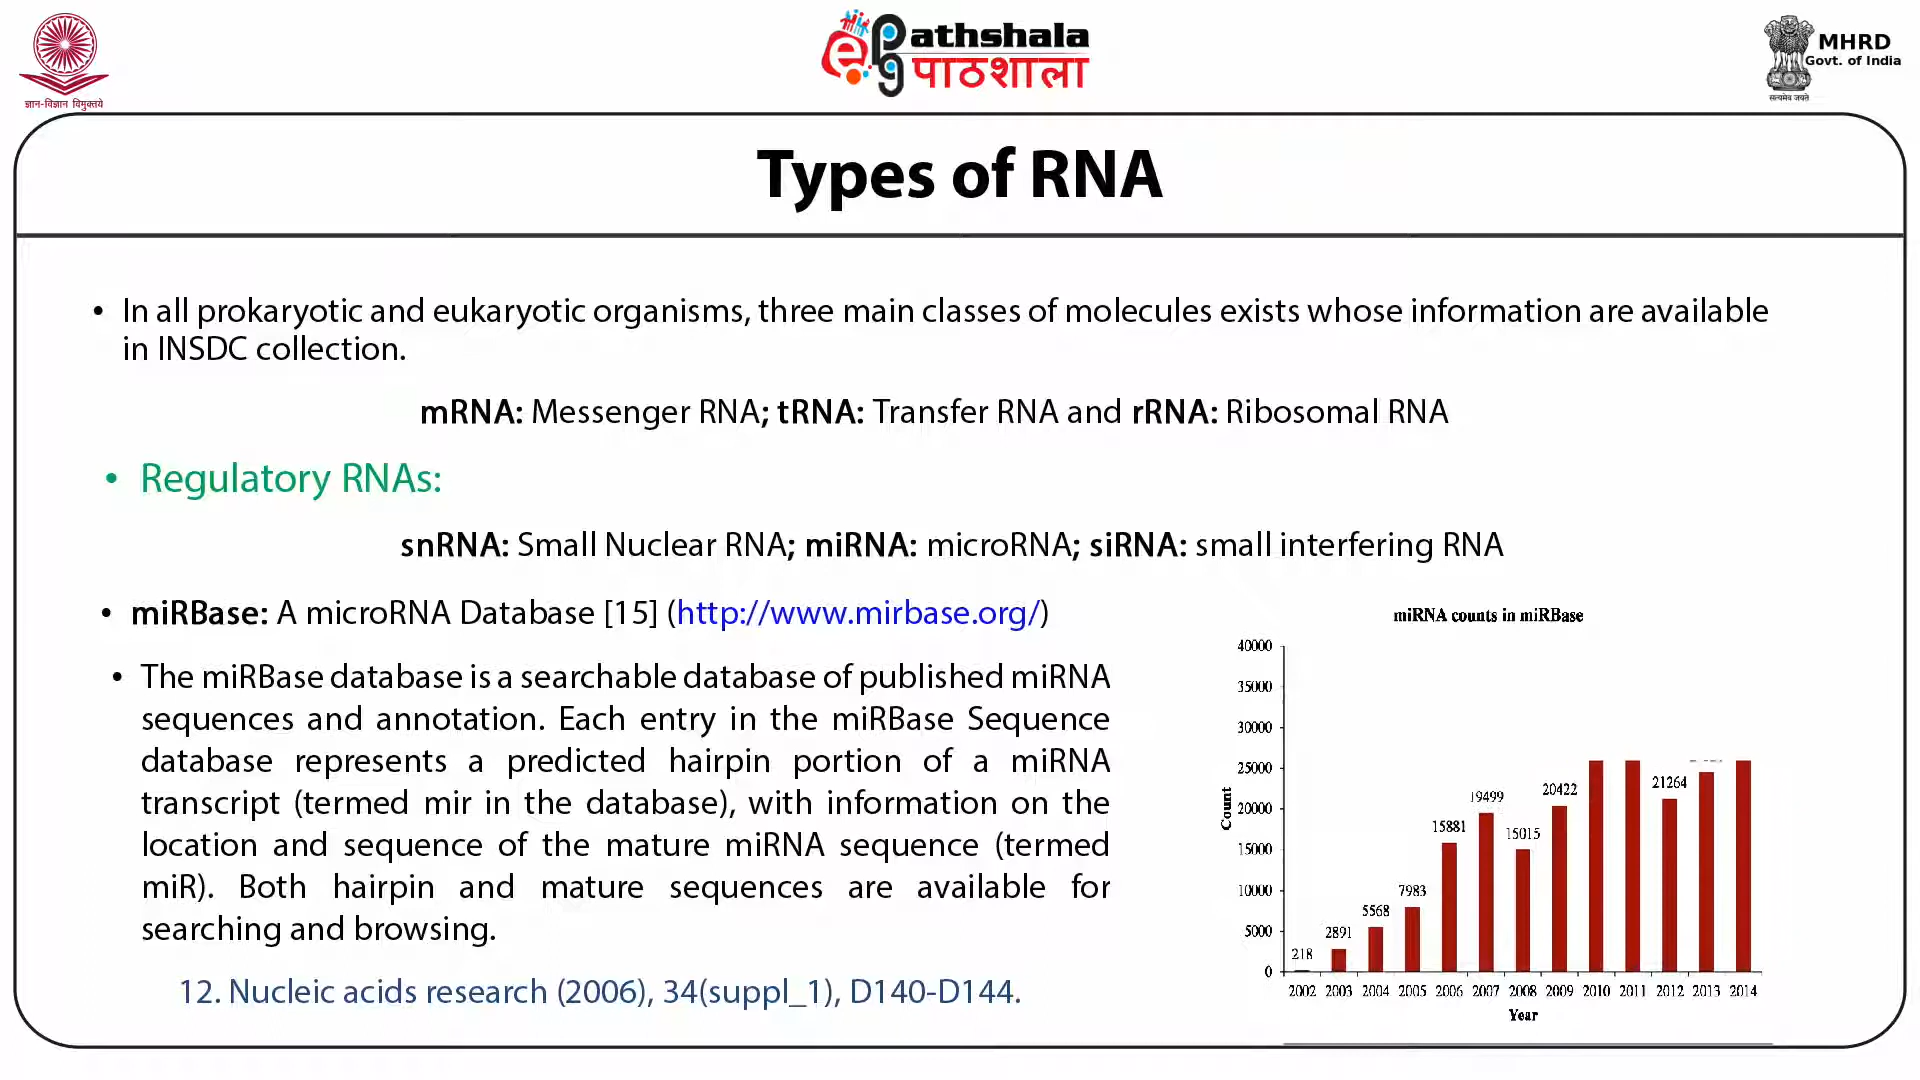 ज्ञान-विज्ञान विमुक्तये
ePathshala
पाठशाला
MHRD
Govt. of India
सत्यमेव जयते
Types of RNA
• In all prokaryotic and eukaryotic organisms, three main classes of molecules exists whose information are available
in INSDC collection.
mRNA: Messenger RNA; tRNA: Transfer RNA and rRNA: Ribosomal RNA
• Regulatory RNAs:
snRNA: Small Nuclear RNA; miRNA: microRNA; siRNA: small interfering RNA
• miRBase: A microRNA Database [15] (http://www.mirbase.org/)
• The miRBase database is a searchable database of published miRNA
sequences and annotation. Each entry in the miRBase Sequence
database represents a predicted hairpin portion of a miRNA
transcript (termed mir in the database), with information on the
location and sequence of the mature miRNA sequence (termed
miR). Both hairpin and mature sequences are available for
searching and browsing.
12. Nucleic acids research (2006), 34(suppl_1), D140-D144.
miRNA counts in miRBase
40000
35000
30000
25000
20000
15000
10000
5000
0
Count
218
2891
5568
7983
15881
19499
15015
20422
21264
2002 2003 2004 2005 2006 2007 2008 2009 2010 2011 2012 2013 2014
Year